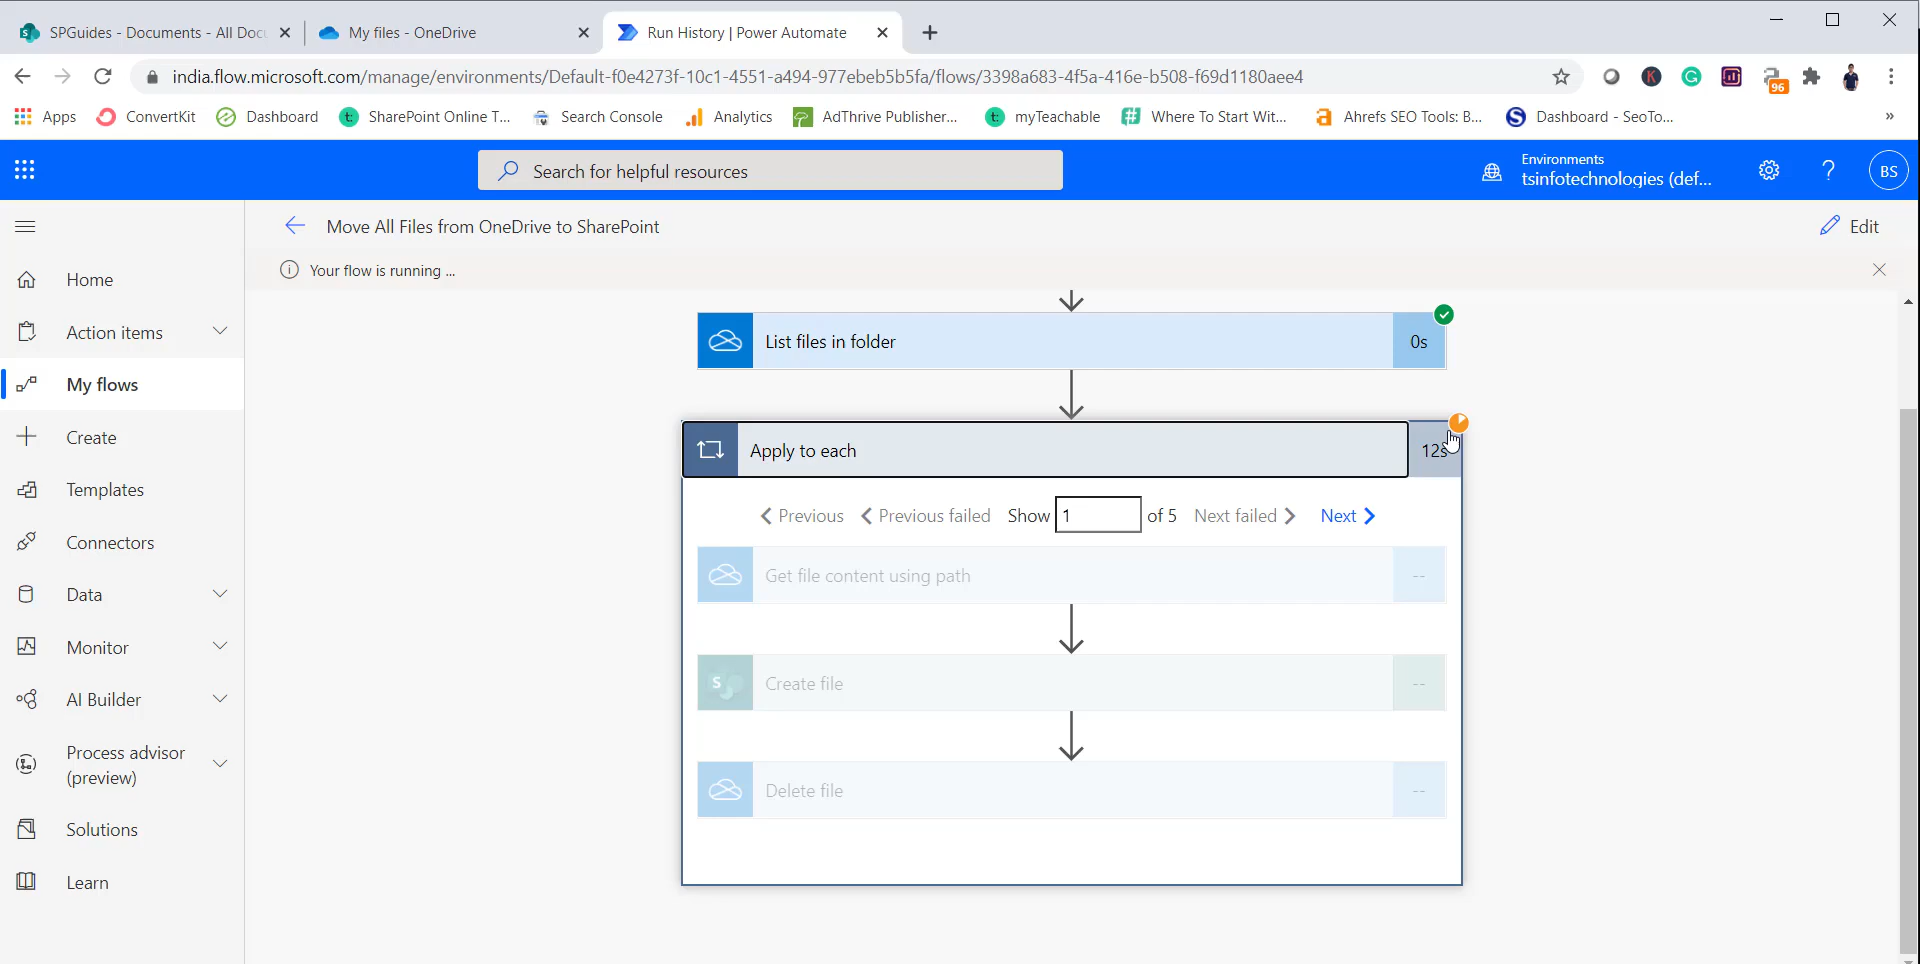 SPGuides - Documents - All Doc
My files - OneDrive
Run History | Power Automate
india.flow.microsoft.com/manage/environments/Default-f0e4273f-10c1-4551-a494-977ebeb5b5fa/flows/3398a683-4f5a-416e-b508-f69d1180aee4
K
G
96
Apps
ConvertKit
Dashboard
t:
SharePoint Online T...
Search Console
Analytics
AdThrive Publisher...
t:
myTeachable
Where To Start Wit...
a
Ahrefs SEO Tools: B...
S
Dashboard - SeoTo...
»
Search for helpful resources
Environments
tsinfotechnologies (def...
?
BS
Move All Files from OneDrive to SharePoint
Edit
Your flow is running ...
Home
Action items
My flows
Create
Templates
Connectors
Data
Monitor
AI Builder
Process advisor
(preview)
Solutions
Learn
List files in folder
0s
Apply to each
12s
Previous
Previous failed
Show
1
of 5
Next failed
Next
Get file content using path
--
S
Create file
--
Delete file
--